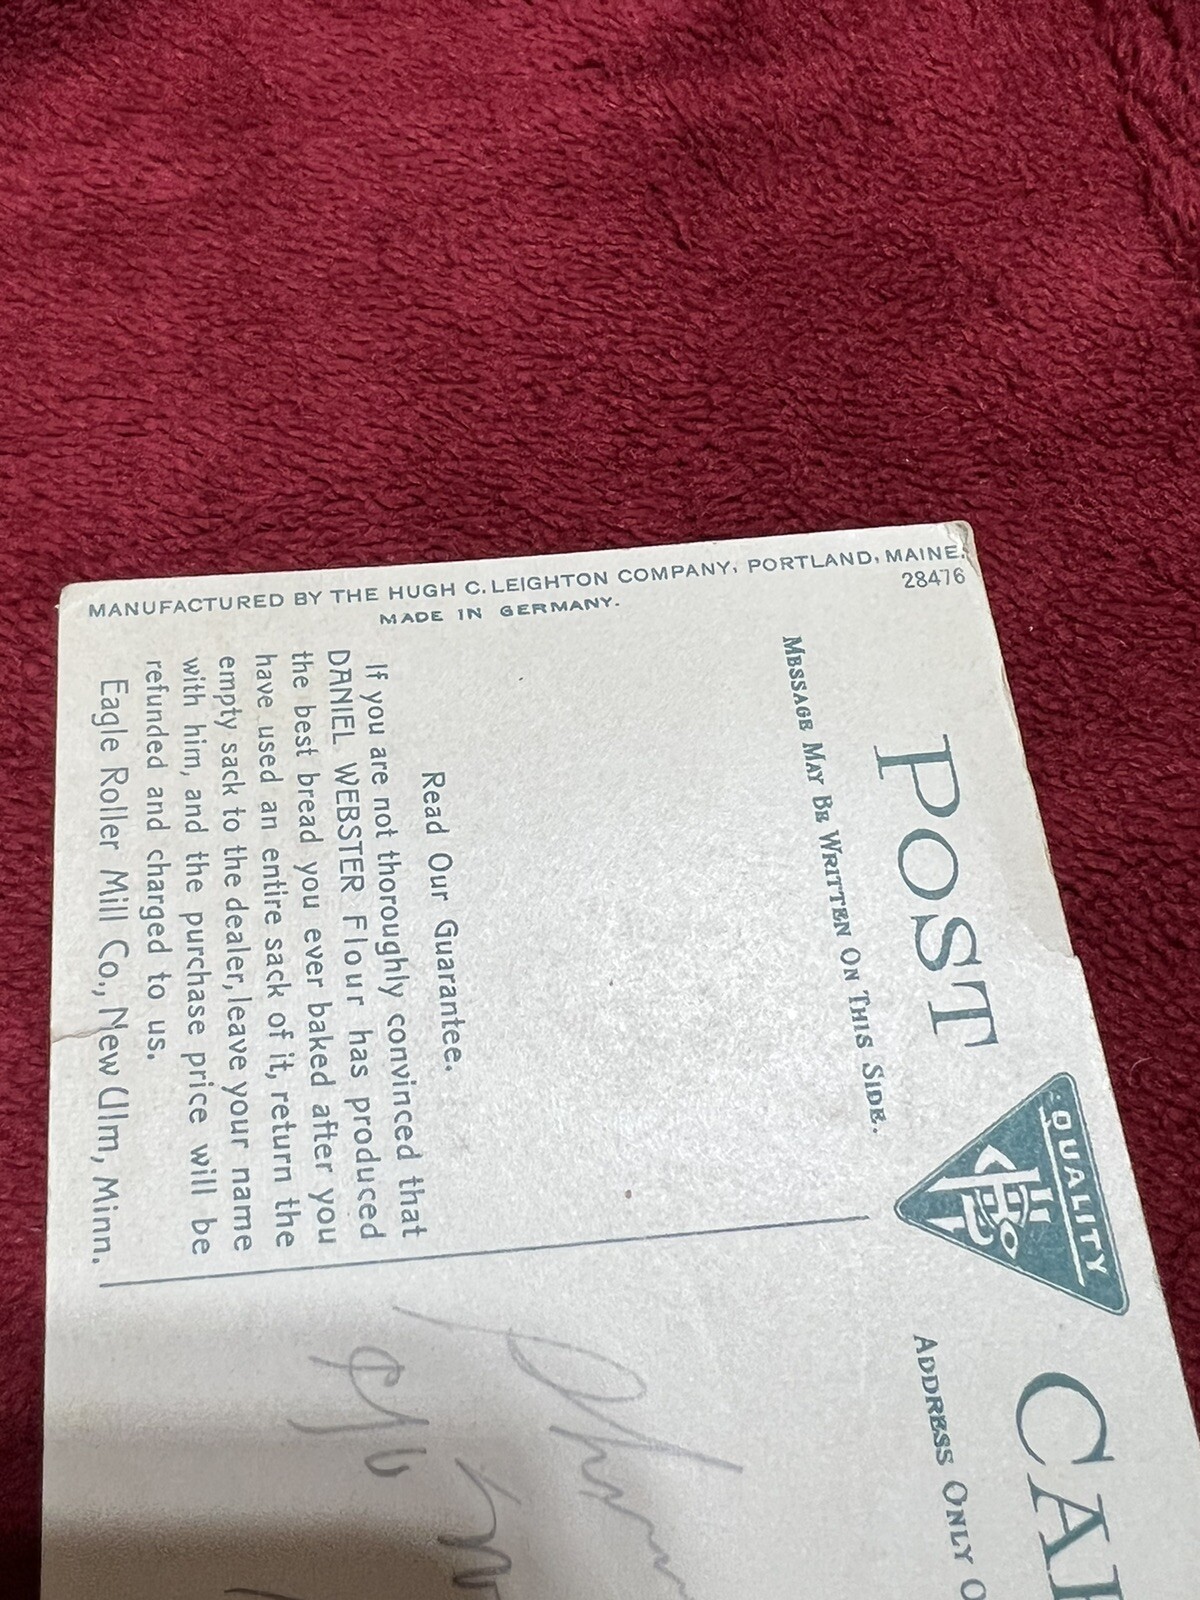 POST CAR
QUALITY
MESSAGE MAY BE WRITTEN ON THIS SIDE.
ADDRESS ONLY O
MANUFACTURED BY THE HUGH C. LEIGHTON COMPANY, PORTLAND, MAINE.
28476
MADE IN GERMANY.
Read Our Guarantee.
If you are not thoroughly convinced that
DANIEL WEBSTER Flour has produced
the best bread you ever baked after you
have used an entire sack of it, return the
empty sack to the dealer, leave your name
with him, and the purchase price will be
refunded and charged to us.
Eagle Roller Mill Co., New Ulm, Minn.